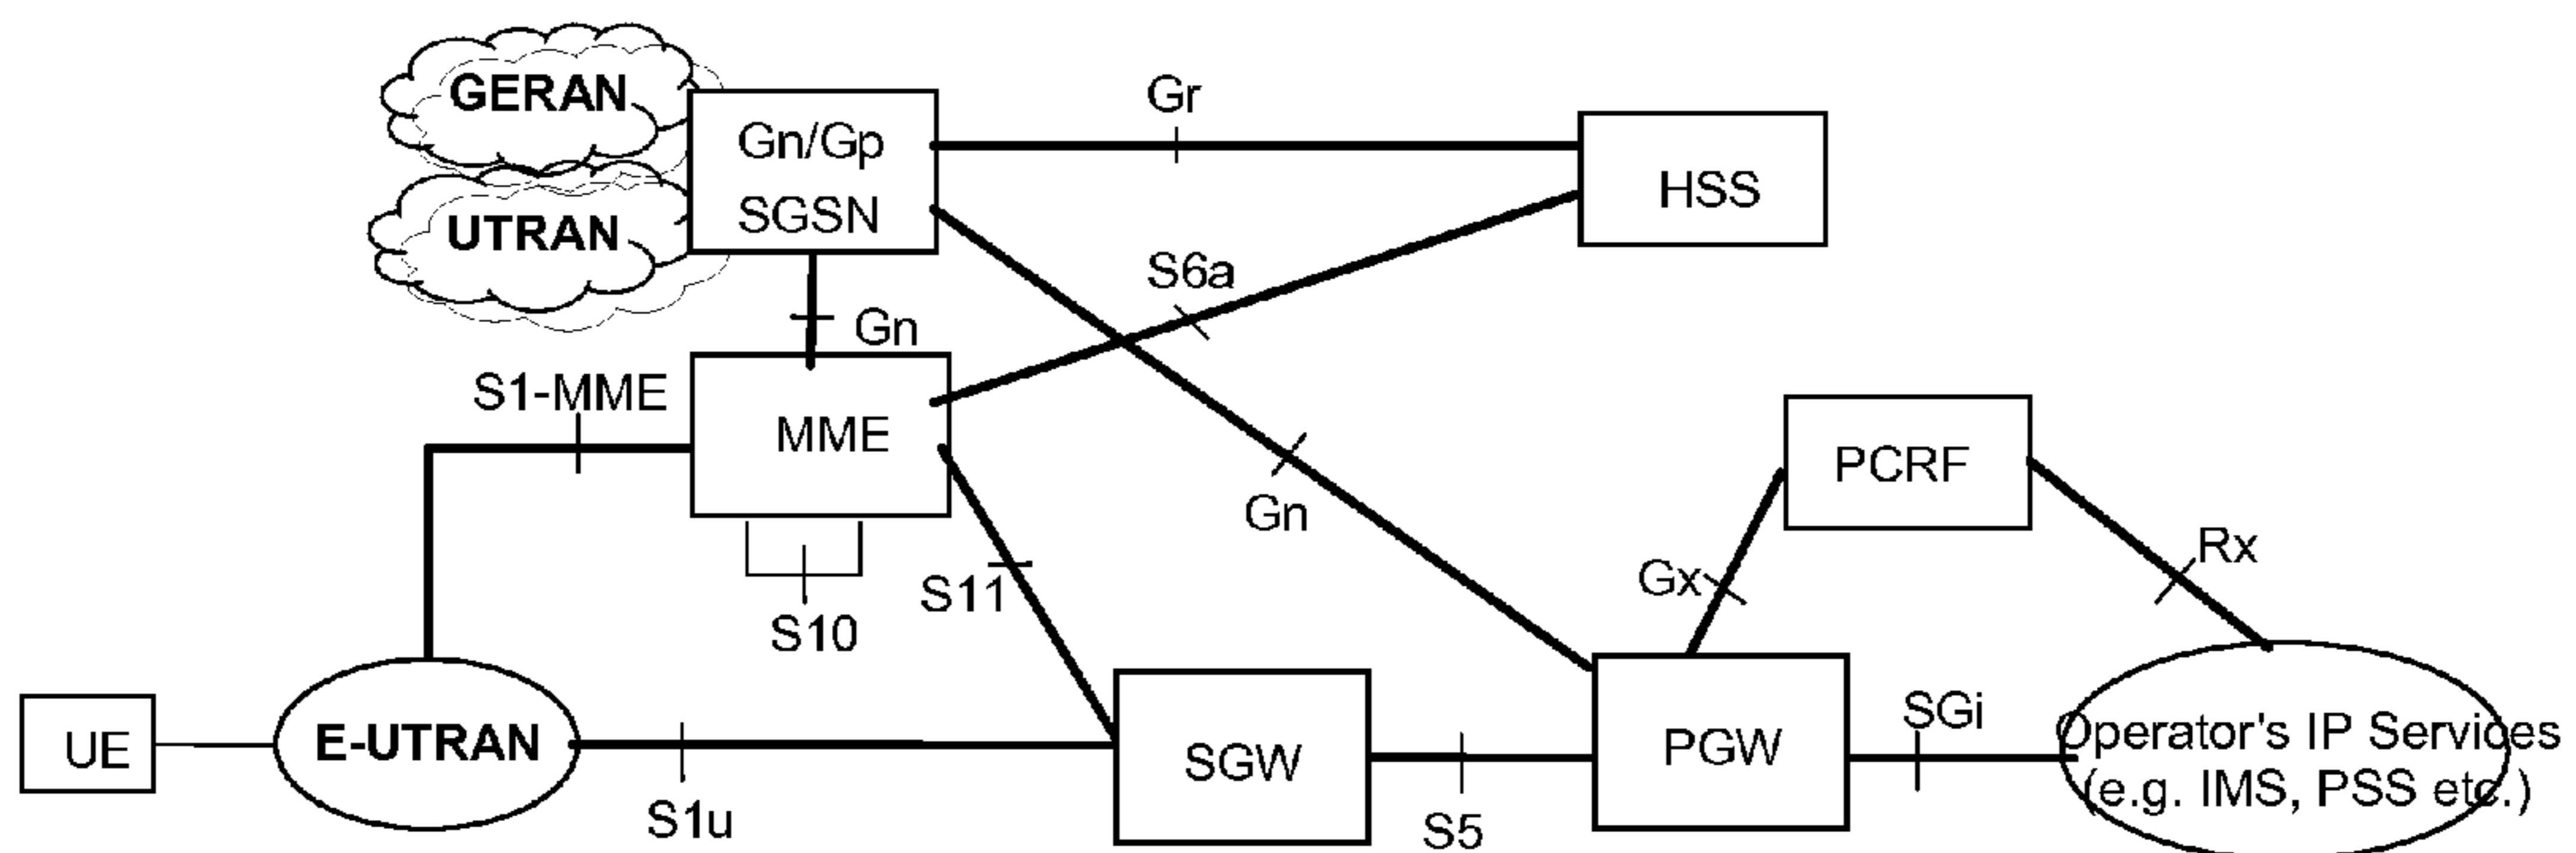 GERAN
Gr
Gn/Gp
SGSN
HSS
UTRAN
S6a
Gn
S1-MME
MME
PCRF
Gn
Rx
Gx
S11
S10
SGi
UE
E-UTRAN
SGW
PGW
Operator's IP Services
(e.g. IMS, PSS etc.)
S1u
S5